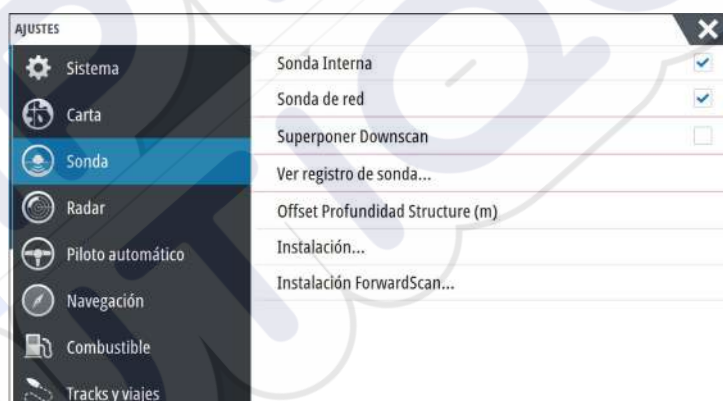 AJUSTES
Sistema
Carta
Sonda
Radar
Piloto automático
Navegación
Combustible
Tracks y viajes
Sonda Interna
Sonda de red
Superponer Downscan
Ver registro de sonda...
Offset Profundidad Structure (m)
Instalación...
Instalación ForwardScan...